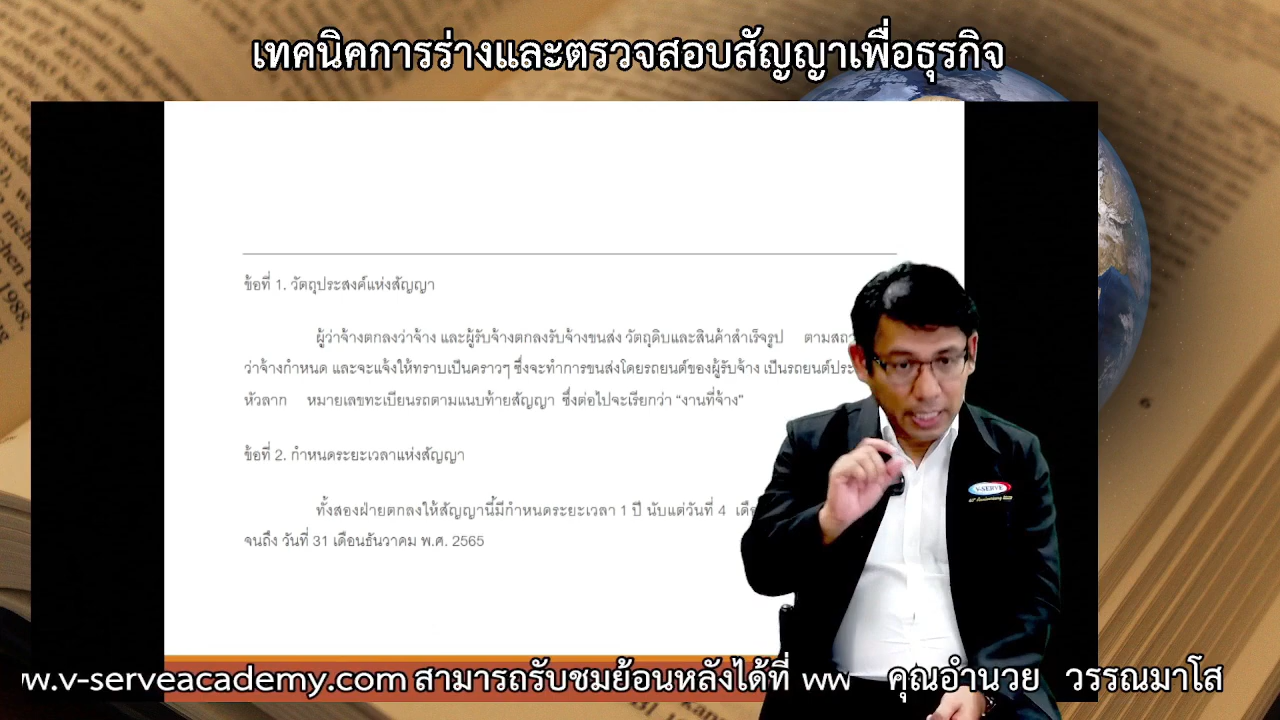 เทคนิคการร่างและตรวจสอบสัญญาเพื่อธุรกิจ
ข้อที่ 1. วัตถุประสงค์แห่งสัญญา
ผู้ว่าจ้างตกลงว่าจ้าง และผู้รับจ้างตกลงรับจ้างขนส่ง วัตถุดิบและสินค้าสำเร็จรูป ตามสถ
ว่าจ้างกำหนด และจะแจ้งให้ทราบเป็นคราวๆ ซึ่งจะทำการขนส่งโดยรถยนต์ของผู้รับจ้าง เป็นรถยนต์ประ
หัวลาก หมายเลขทะเบียนรถตามแนบท้ายสัญญา ซึ่งต่อไปจะเรียกว่า “งานที่จ้าง”
ข้อที่ 2. กำหนดระยะเวลาแห่งสัญญา
ทั้งสองฝ่ายตกลงให้สัญญานี้มีกำหนดระยะเวลา 1 ปี นับแต่วันที่ 4 เดื
จนถึง วันที่ 31 เดือนธันวาคม พ.ศ. 2565
V-SERVE
w.v-serveacademy.com สามารถรับชมย้อนหลังได้ที่ ww คุณอำนวย วรรณมาโส